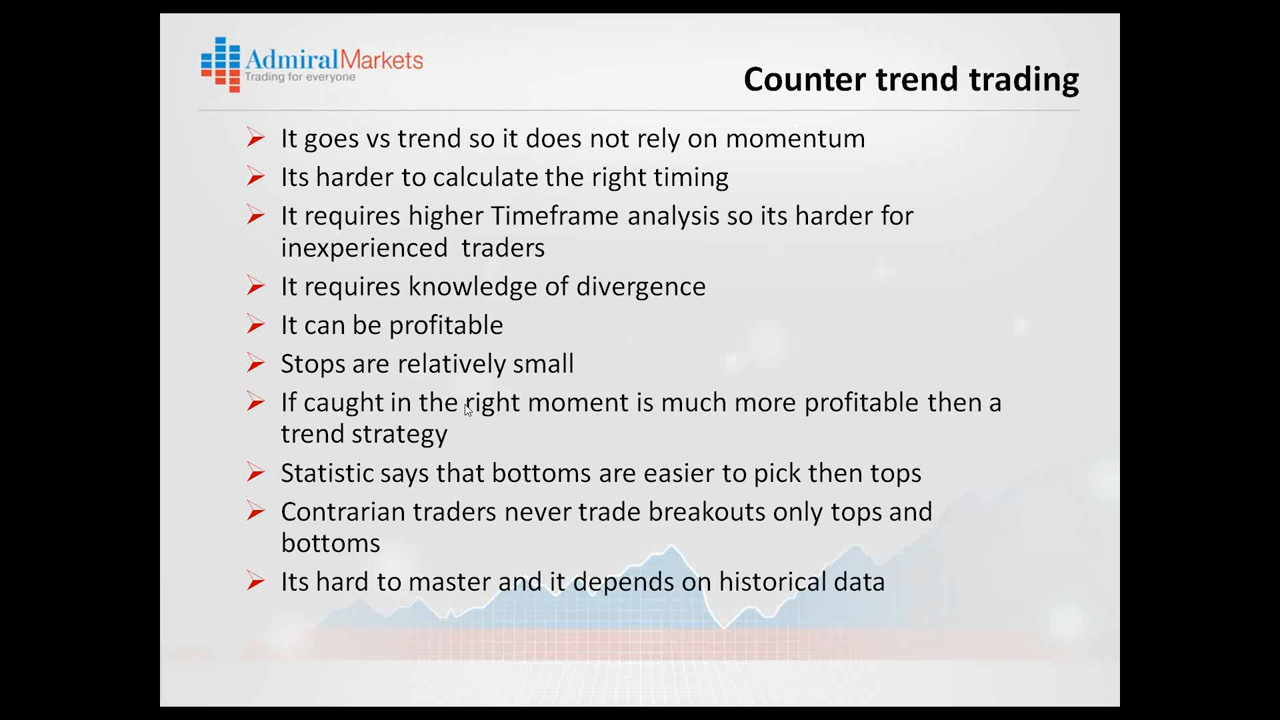 AdmiralMarkets
Trading for everyone
Counter trend trading
It goes vs trend so it does not rely on momentum
Its harder to calculate the right timing
It requires higher Timeframe analysis so its harder for
inexperienced traders
It requires knowledge of divergence
It can be profitable
Stops are relatively small
If caught in the right moment is much more profitable then a
trend strategy
Statistic says that bottoms are easier to pick then tops
Contrarian traders never trade breakouts only tops and
bottoms
Its hard to master and it depends on historical data